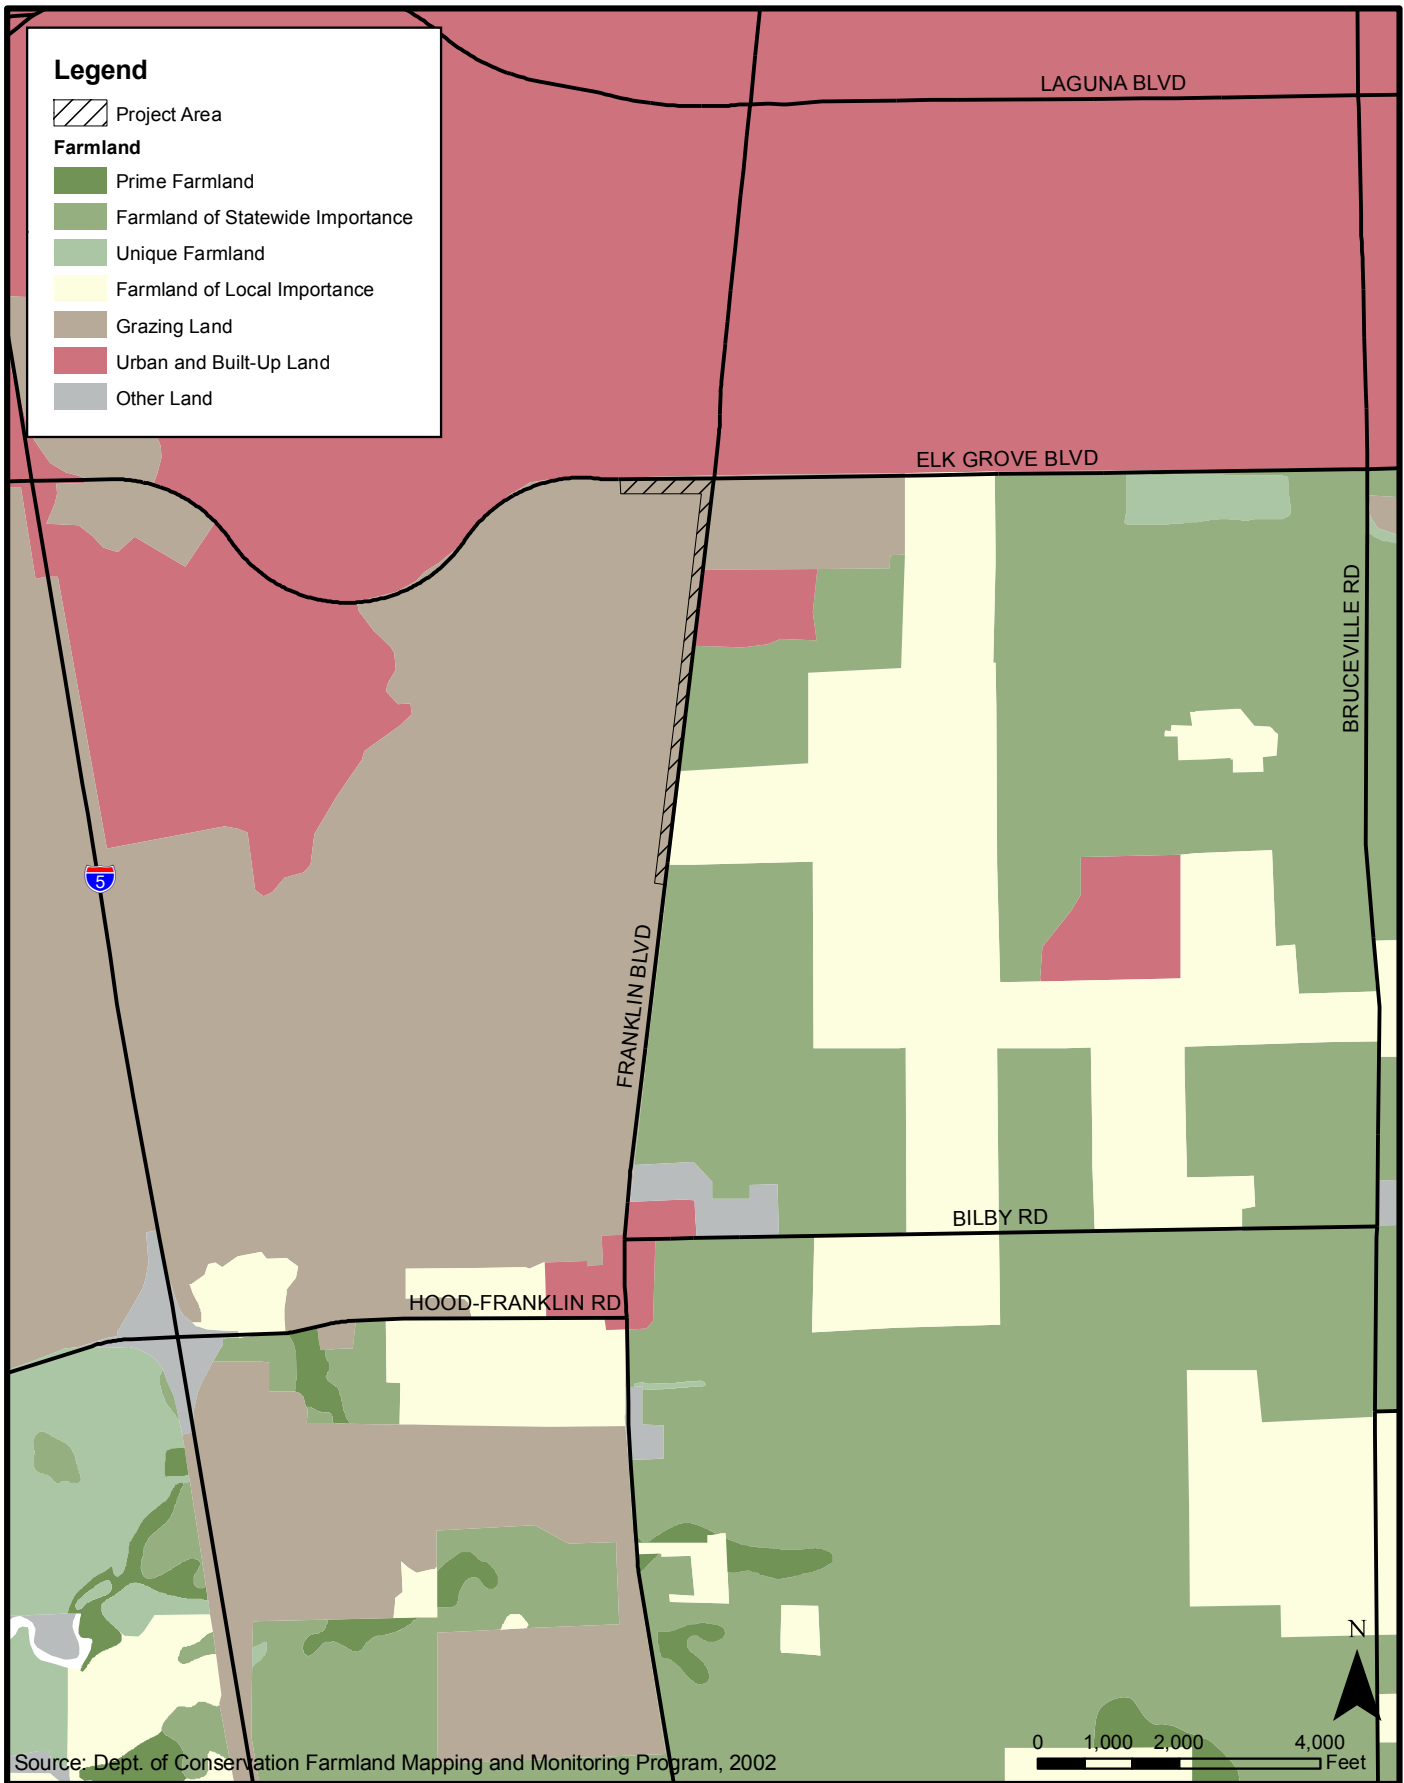 Legend
Project Area
Farmland
Prime Farmland
Farmland of Statewide Importance
Unique Farmland
Farmland of Local Importance
Grazing Land
Urban and Built-Up Land
Other Land
LAGUNA BLVD
ELK GROVE BLVD
BRUCEVILLE RD
5
FRANKLIN BLVD
BILBY RD
HOOD-FRANKLIN RD
N
0 1,000 2,000 4,000
Feet
Source: Dept. of Conservation Farmland Mapping and Monitoring Program, 2002